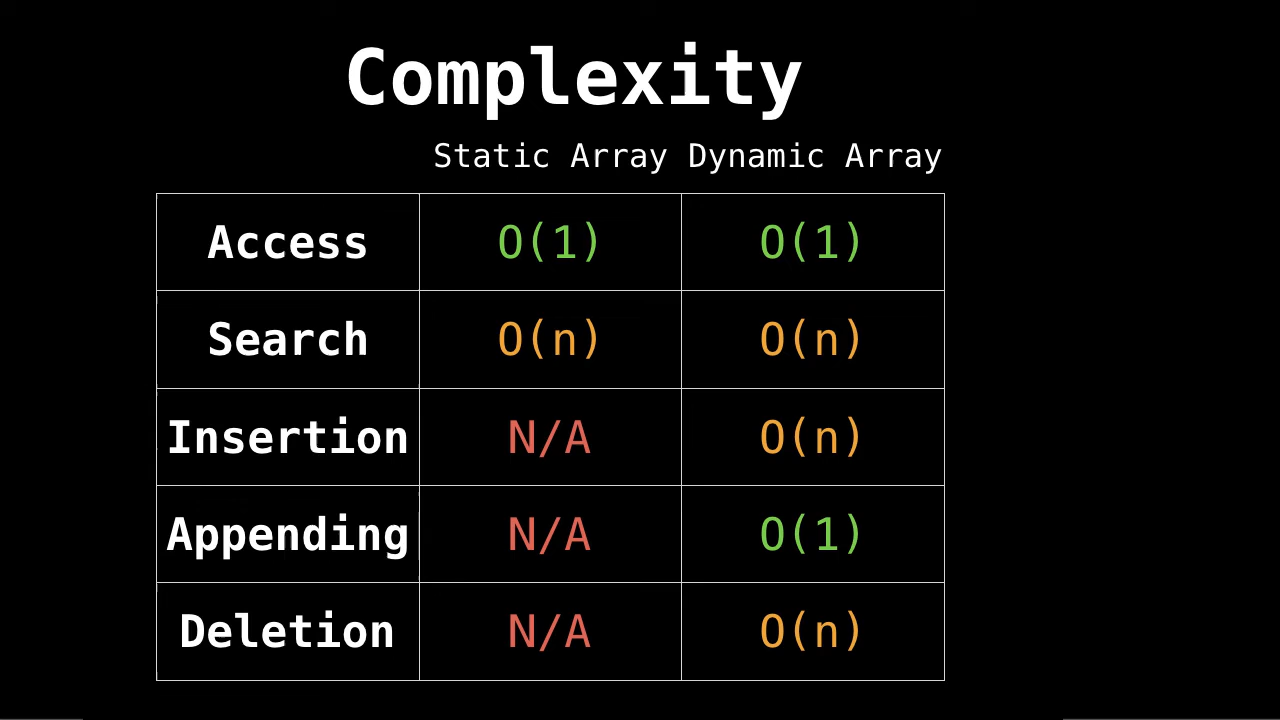 Complexity
Static Array Dynamic Array
Access O(1) O(1)
Search O(n) O(n)
Insertion N/A O(n)
Appending N/A O(1)
Deletion N/A O(n)